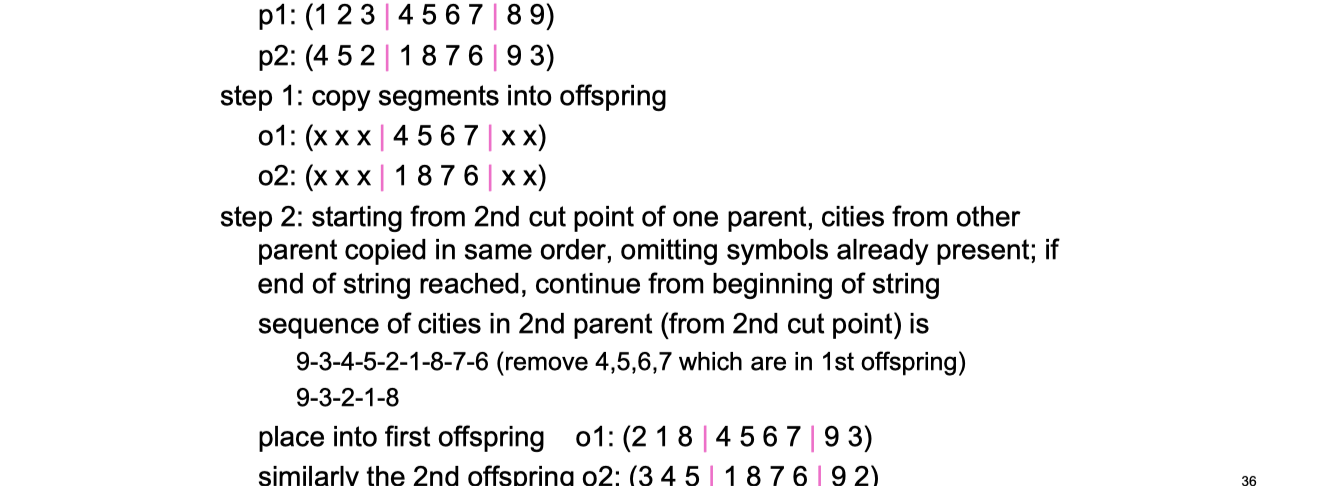 p1: (1 2 3 | 4 5 6 7 | 8 9)
p2: (4 5 2 | 1 8 7 6 | 9 3)
step 1: copy segments into offspring
o1: (x x x | 4 5 6 7 | x x)
o2: (x x x | 1 8 7 6 | x x)
step 2: starting from 2nd cut point of one parent, cities from other
parent copied in same order, omitting symbols already present; if
end of string reached, continue from beginning of string
sequence of cities in 2nd parent (from 2nd cut point) is
9-3-4-5-2-1-8-7-6 (remove 4,5,6,7 which are in 1st offspring)
9-3-2-1-8
place into first offspring o1: (2 1 8 | 4 5 6 7 | 9 3)
similarly the 2nd offspring o2: (3 4 5 | 1 8 7 6 | 9 2)
36